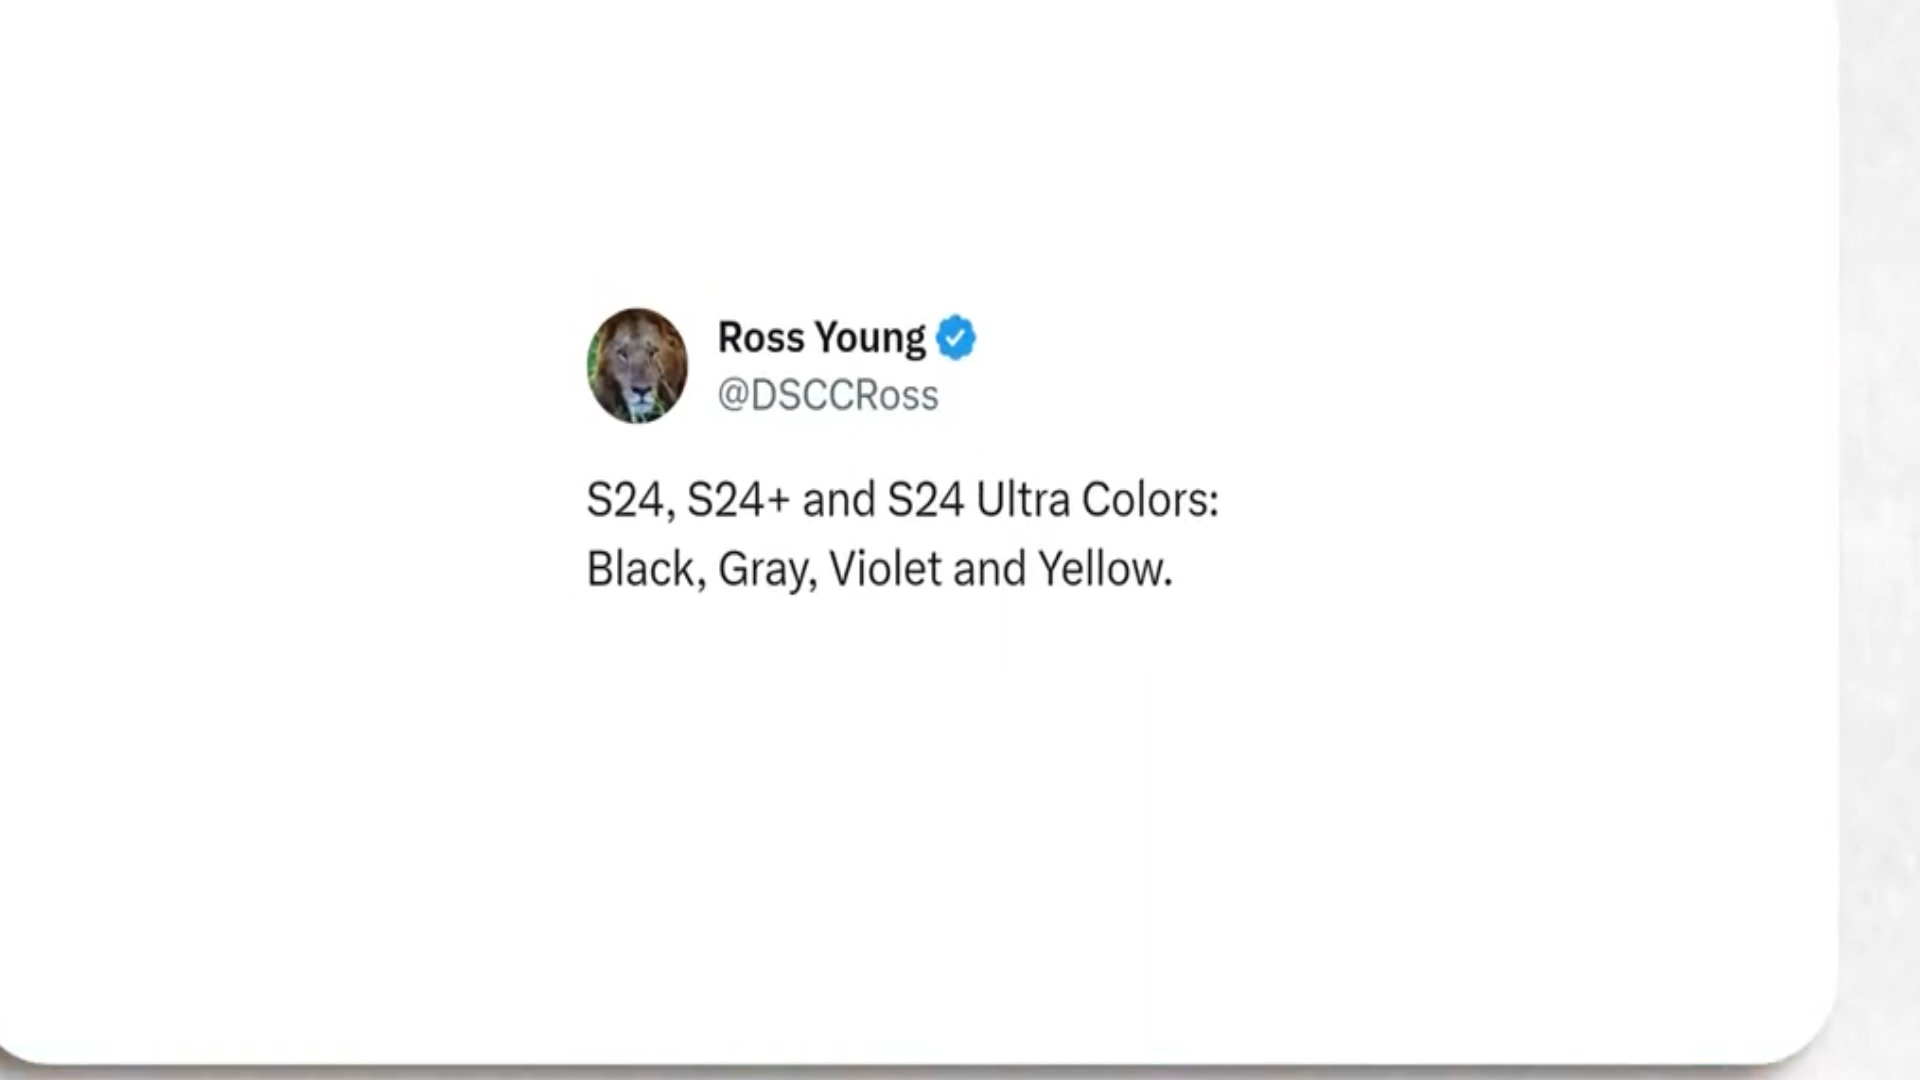 Ross Young
@DSCCRoss
S24, S24+ and S24 Ultra Colors:
Black, Gray, Violet and Yellow.